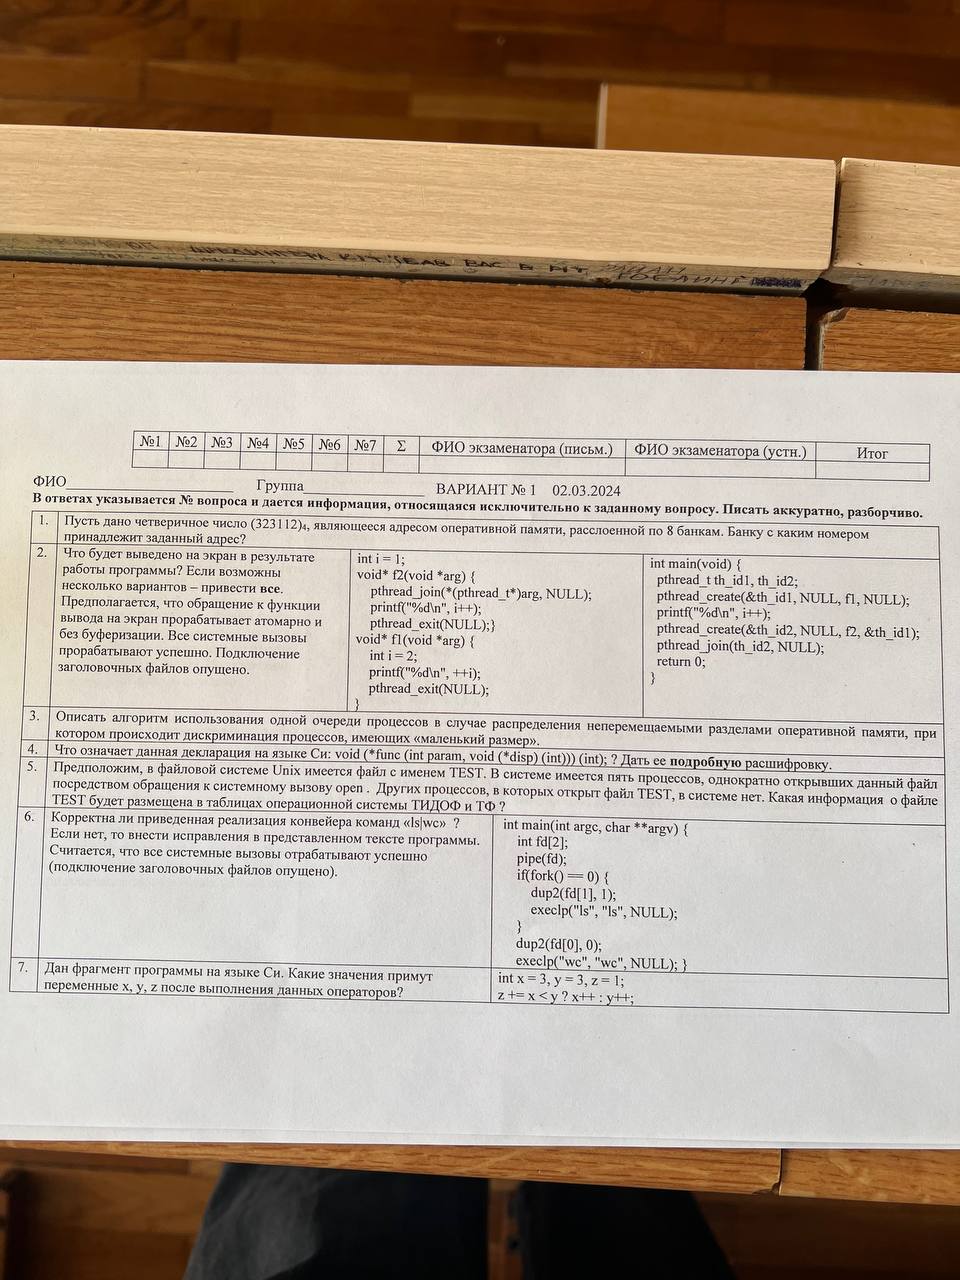 №1 №2 №3 №4 №5 №6 №7 Σ ФИО экзаменатора (письм.) ФИО экзаменатора (устн.) Итог
ФИО Группа ВАРИАНТ № 1 02.03.2024
В ответах указывается № вопроса и дается информация, относящаяся исключительно к заданному вопросу. Писать аккуратно, разборчиво.
1. Пусть дано четверичное число (323112)₄, являющееся адресом оперативной памяти, расслоенной по 8 банкам. Банку с каким номером
принадлежит заданный адрес?
2. Что будет выведено на экран в результате
работы программы? Если возможны
несколько вариантов – привести все.
Предполагается, что обращение к функции
вывода на экран прорабатывает атомарно и
без буферизации. Все системные вызовы
прорабатывают успешно. Подключение
заголовочных файлов опущено.
int i = 1;
void* f2(void *arg) {
pthread_join(*(pthread_t*)arg, NULL);
printf("%d\n", i++);
pthread_exit(NULL);}
void* f1(void *arg) {
int i = 2;
printf("%d\n", ++i);
pthread_exit(NULL);
}
int main(void) {
pthread_t th_id1, th_id2;
pthread_create(&th_id1, NULL, f1, NULL);
printf("%d\n", i++);
pthread_create(&th_id2, NULL, f2, &th_id1);
pthread_join(th_id2, NULL);
return 0;
}
3. Описать алгоритм использования одной очереди процессов в случае распределения неперемещаемыми разделами оперативной памяти, при
котором происходит дискриминация процессов, имеющих «маленький размер».
4. Что означает данная декларация на языке Си: void (*func (int param, void (*disp) (int))) (int); ? Дать ее подробную расшифровку.
5. Предположим, в файловой системе Unix имеется файл с именем TEST. В системе имеется пять процессов, однократно открывших данный файл
посредством обращения к системному вызову open . Других процессов, в которых открыт файл TEST, в системе нет. Какая информация о файле
TEST будет размещена в таблицах операционной системы ТИДОФ и ТФ ?
6. Корректна ли приведенная реализация конвейера команд «ls|wc» ?
Если нет, то внести исправления в представленном тексте программы.
Считается, что все системные вызовы отрабатывают успешно
(подключение заголовочных файлов опущено).
int main(int argc, char **argv) {
int fd[2];
pipe(fd);
if(fork() == 0) {
dup2(fd[1], 1);
execlp("ls", "ls", NULL);
}
dup2(fd[0], 0);
execlp("wc", "wc", NULL); }
7. Дан фрагмент программы на языке Си. Какие значения примут
переменные x, y, z после выполнения данных операторов?
int x = 3, y = 3, z = 1;
z += x < y ? x++ : y++;